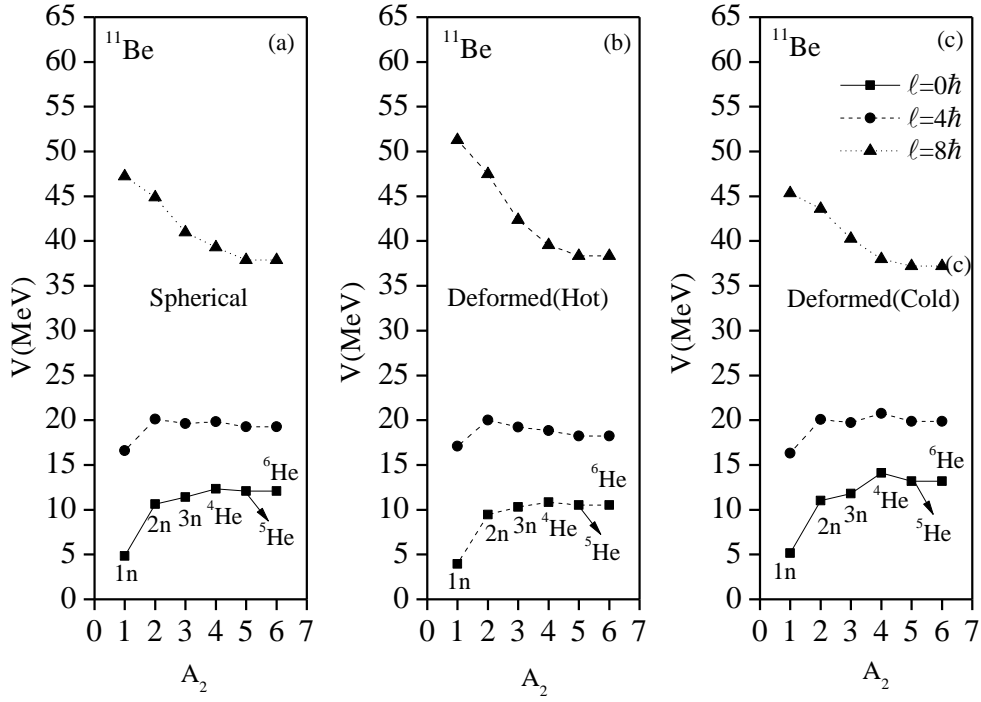 ¹¹Be (a)
Spherical
1n 2n 3n ⁴He ⁵He ⁶He
V(MeV)
65
60
55
50
45
40
35
30
25
20
15
10
5
0
0 1 2 3 4 5 6 7
A₂
¹¹Be (b)
Deformed(Hot)
1n 2n 3n ⁴He ⁵He ⁶He
V(MeV)
65
60
55
50
45
40
35
30
25
20
15
10
5
0
0 1 2 3 4 5 6 7
A₂
¹¹Be (c)
ℓ=0ħ
ℓ=4ħ
ℓ=8ħ
(c)
Deformed(Cold)
1n 2n 3n ⁴He ⁵He ⁶He
V(MeV)
65
60
55
50
45
40
35
30
25
20
15
10
5
0
0 1 2 3 4 5 6 7
A₂